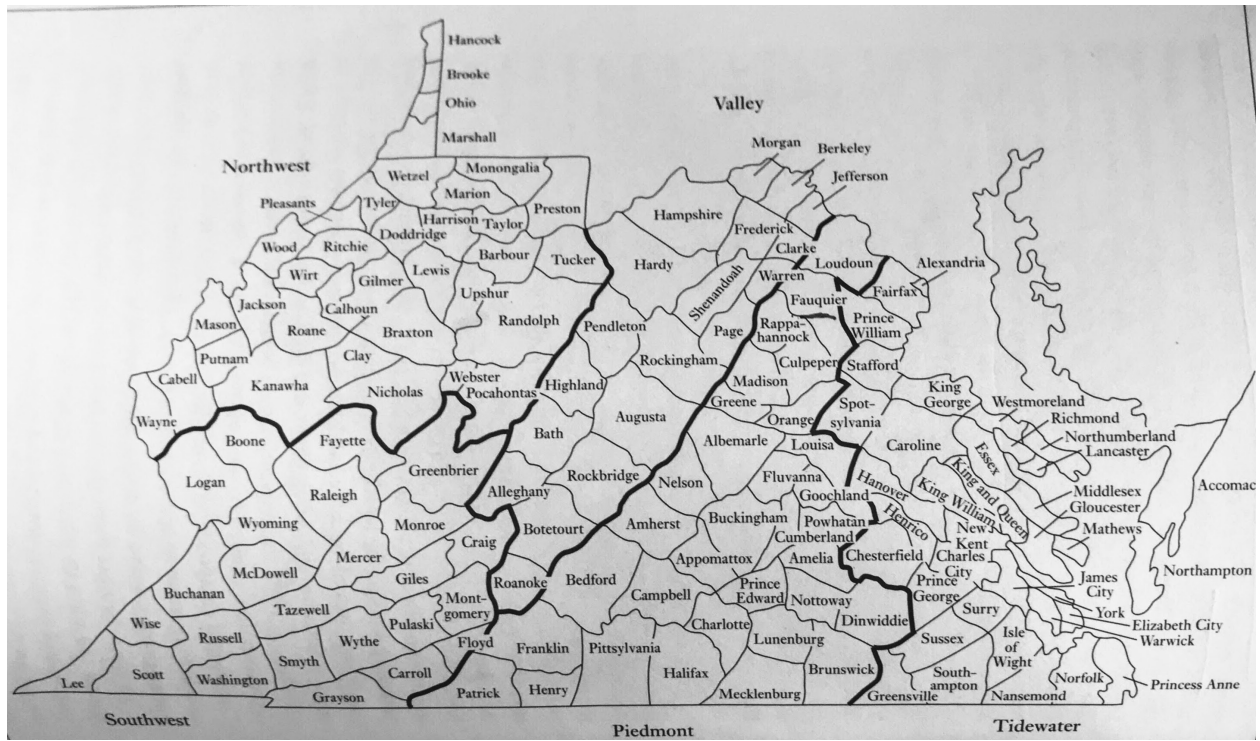 Hancock
Brooke
Ohio
Marshall
Valley
Northwest
Morgan
Berkeley
Jefferson
Wetzel
Monongalia
Marion
Pleasants
Tyler
Harrison
Taylor
Preston
Doddridge
Hampshire
Frederick
Wood
Ritchie
Barbour
Tucker
Clarke
Loudoun
Alexandria
Wirt
Gilmer
Lewis
Upshur
Hardy
Shenandoah
Warren
Fairfax
Jackson
Calhoun
Fauquier
Mason
Roane
Braxton
Randolph
Pendleton
Page
Rappa-
hannock
Prince
William
Putnam
Clay
Rockingham
Culpeper
Stafford
Cabell
Kanawha
Nicholas
Webster
Pocahontas
Highland
Madison
King
George
Westmoreland
Wayne
Greene
Spot-
sylvania
Richmond
Boone
Fayette
Augusta
Orange
Northumberland
Bath
Albemarle
Louisa
Caroline
Lancaster
Essex
Greenbrier
Logan
Raleigh
Rockbridge
Nelson
Fluvanna
Hanover
King William
King and Queen
Middlesex
Accomac
Alleghany
Goochland
Gloucester
Wyoming
Monroe
Botetourt
Amherst
Buckingham
Powhatan
Henrico
New
Kent
Mathews
Craig
Cumberland
Mercer
Appomattox
Amelia
Chesterfield
Charles
City
McDowell
Giles
Roanoke
Bedford
Prince
Edward
Prince
George
James
City
Northampton
Buchanan
Mont-
gomery
Campbell
Nottoway
York
Tazewell
Pulaski
Charlotte
Dinwiddie
Surry
Elizabeth City
Wise
Russell
Wythe
Floyd
Franklin
Pittsylvania
Lunenburg
Sussex
Isle
of
Wight
Warwick
Lee
Scott
Washington
Smyth
Carroll
Halifax
Brunswick
South-
ampton
Norfolk
Princess Anne
Grayson
Patrick
Henry
Mecklenburg
Greensville
Nansemond
Southwest
Piedmont
Tidewater